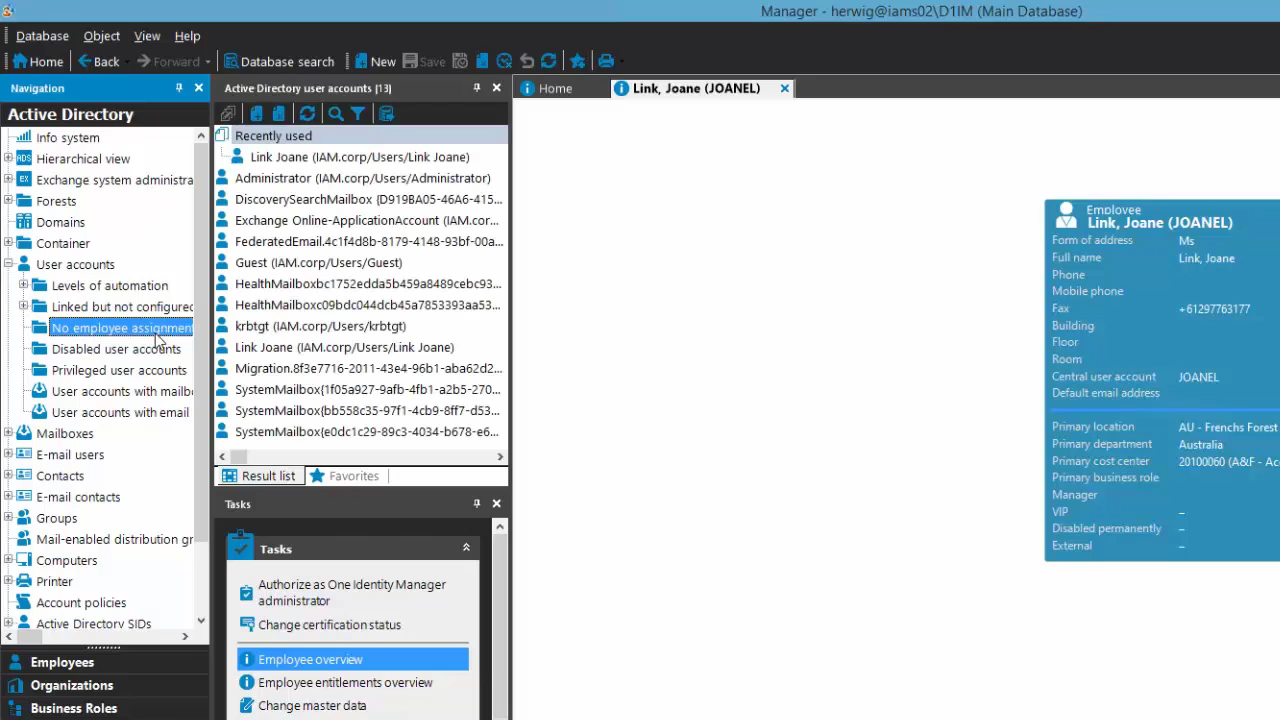 Manager - herwig@iams02\D1IM (Main Database)
Database Object View Help
Home Back Forward Database search New Save
Navigation
Active Directory
Info system
ADS Hierarchical view
EX Exchange system administra
Forests
Domains
Container
User accounts
Levels of automation
Linked but not configured
No employee assignment
Disabled user accounts
Privileged user accounts
User accounts with mailb
User accounts with email
Mailboxes
E-mail users
Contacts
E-mail contacts
Groups
Mail-enabled distribution gr
Computers
Printer
Account policies
Active Directory SIDs
Employees
Organizations
Business Roles
Active Directory user accounts [13]
Recently used
Link Joane (IAM.corp/Users/Link Joane)
Administrator (IAM.corp/Users/Administrator)
DiscoverySearchMailbox {D919BA05-46A6-415...
Exchange Online-ApplicationAccount (IAM.cor...
FederatedEmail.4c1f4d8b-8179-4148-93bf-00a...
Guest (IAM.corp/Users/Guest)
HealthMailboxbc1752edda5b459a8489cebc93...
HealthMailboxc09bdc044dcb45a7853393aa53...
krbtgt (IAM.corp/Users/krbtgt)
Link Joane (IAM.corp/Users/Link Joane)
Migration.8f3e7716-2011-43e4-96b1-aba62d2...
SystemMailbox{1f05a927-9afb-4fb1-a2b5-270...
SystemMailbox{bb558c35-97f1-4cb9-8ff7-d53...
SystemMailbox{e0dc1c29-89c3-4034-b678-e6...
Result list Favorites
Tasks
Tasks
Authorize as One Identity Manager
administrator
Change certification status
Employee overview
Employee entitlements overview
Change master data
Home Link, Joane (JOANEL)
Employee
Link, Joane (JOANEL)
Form of address Ms
Full name Link, Joane
Phone
Mobile phone
Fax +61297763177
Building
Floor
Room
Central user account JOANEL
Default email address
Primary location AU - Frenchs Forest
Primary department Australia
Primary cost center 20100060 (A&F - Ac
Primary business role
Manager
VIP –
Disabled permanently –
External –